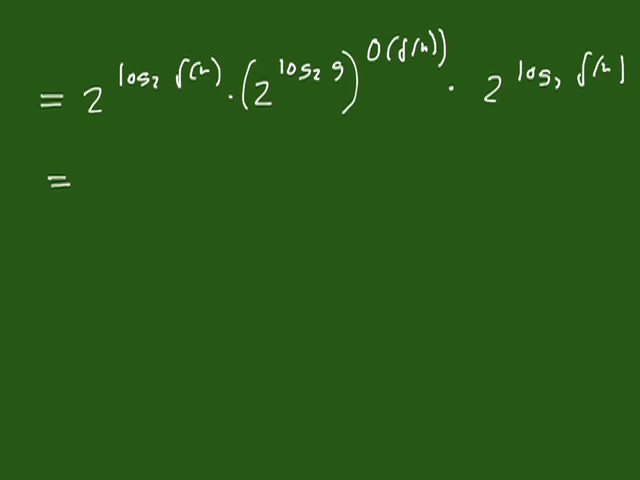 = 2^{log₂ f(n)} · (2^{log₂ 9})^{O(f(n))} · 2^{log₂ f(n)}
=